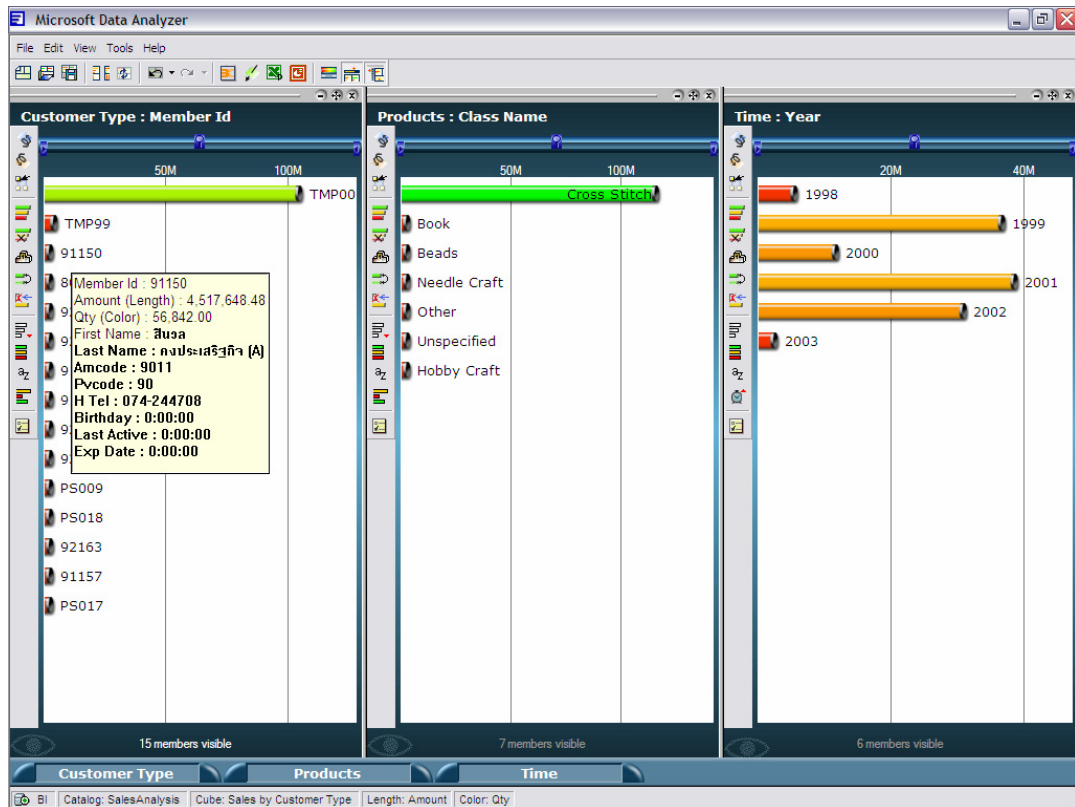 Microsoft Data Analyzer
File Edit View Tools Help
Customer Type : Member Id
50M 100M
TMP00
TMP99
91150
Member Id : 91150
Amount (Length) : 4,517,648.48
Qty (Color) : 56,842.00
First Name : สีนวล
Last Name : คงประเสริฐกิจ (A)
Amcode : 9011
Pvcode : 90
H Tel : 074-244708
Birthday : 0:00:00
Last Active : 0:00:00
Exp Date : 0:00:00
PS009
PS018
92163
91157
PS017
15 members visible
Products : Class Name
50M 100M
Cross Stitch
Book
Beads
Needle Craft
Other
Unspecified
Hobby Craft
7 members visible
Time : Year
20M 40M
1998
1999
2000
2001
2002
2003
6 members visible
Customer Type Products Time
BI Catalog: SalesAnalysis Cube: Sales by Customer Type Length: Amount Color: Qty